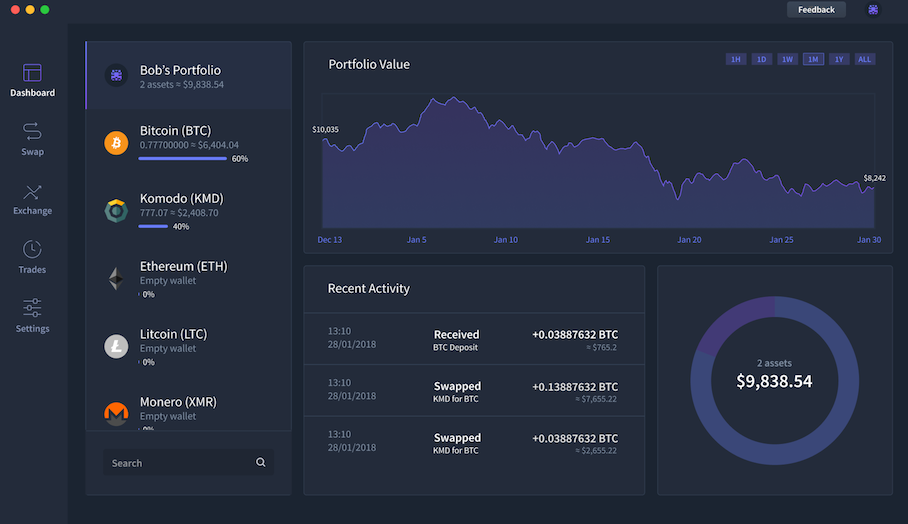 Feedback
Dashboard
Swap
Exchange
Trades
Settings
Bob's Portfolio
2 assets ≈ $9,838.54
Bitcoin (BTC)
0.77700000 ≈ $6,404.04
60%
Komodo (KMD)
777.07 ≈ $2,408.70
40%
Ethereum (ETH)
Empty wallet
0%
Litcoin (LTC)
Empty wallet
0%
Monero (XMR)
Empty wallet
0%
Search
Portfolio Value
1H 1D 1W 1M 1Y ALL
$10,035
$8,242
Dec 13 Jan 5 Jan 10 Jan 15 Jan 20 Jan 25 Jan 30
Recent Activity
13:10 Received +0.03887632 BTC
28/01/2018 BTC Deposit ≈ $765.2
13:10 Swapped +0.13887632 BTC
28/01/2018 KMD for BTC ≈ $7,655.22
13:10 Swapped +0.03887632 BTC
28/01/2018 KMD for BTC ≈ $2,655.22
2 assets
$9,838.54